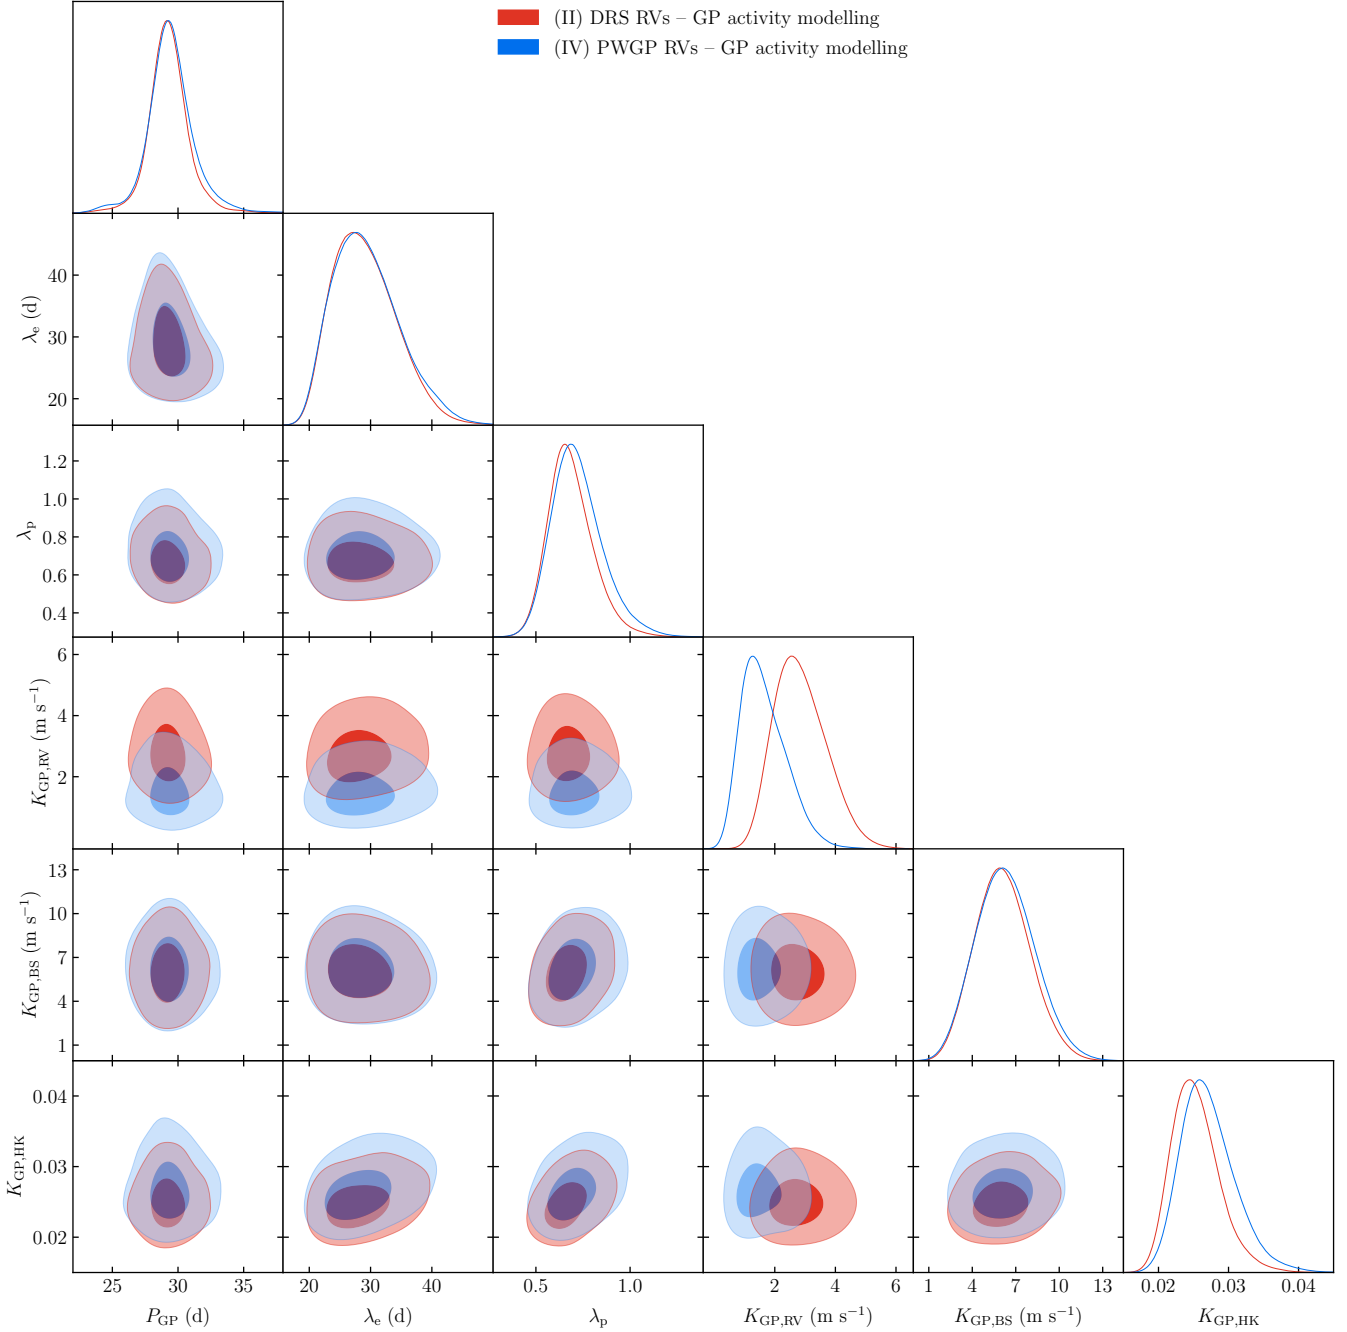 (II) DRS RVs – GP activity modelling
(IV) PWGP RVs – GP activity modelling
40
30
20
λe (d)
1.2
1.0
0.8
0.6
0.4
λp
6
4
2
KGP,RV (m s−1)
13
10
7
4
1
KGP,BS (m s−1)
0.04
0.03
0.02
KGP,HK
25 30 35
20 30 40
0.5 1.0
2 4 6
1 4 7 10 13
0.02 0.03 0.04
PGP (d)
λe (d)
λp
KGP,RV (m s−1)
KGP,BS (m s−1)
KGP,HK